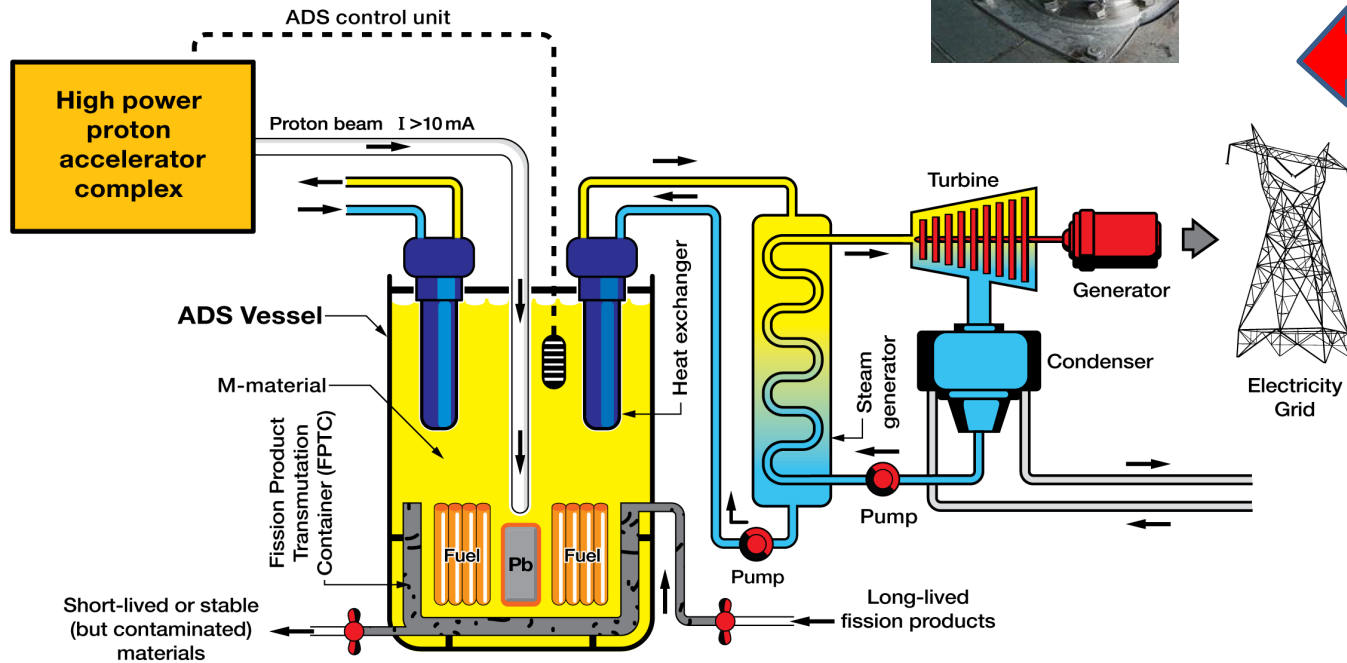 ADS control unit
High power
proton
accelerator
complex
Proton beam I >10 mA
Turbine
Generator
ADS Vessel
Heat exchanger
Condenser
M-material
Steam
generator
Electricity
Grid
Fission Product
Transmutation
Container (FPTC)
Fuel
Pb
Fuel
Pump
Pump
Short-lived or stable
(but contaminated)
materials
Long-lived
fission products